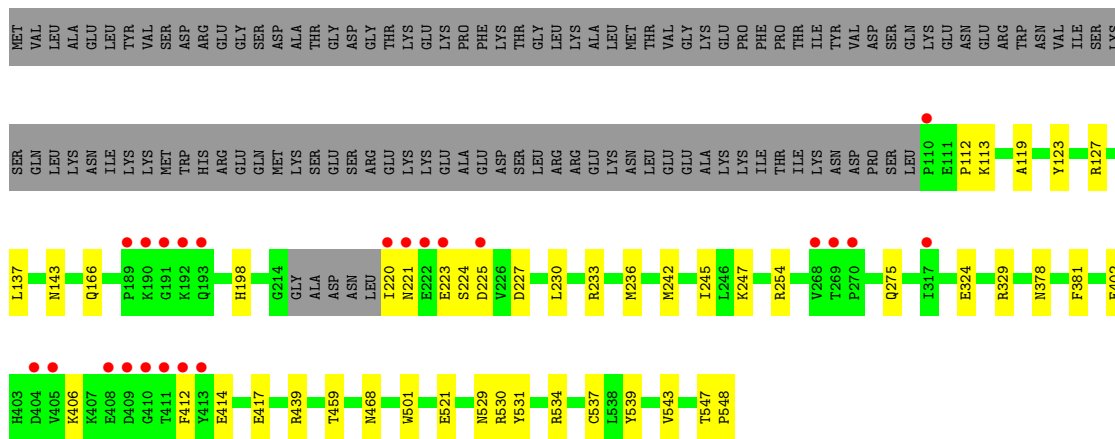 MET VAL LEU ALA GLU LEU TYR VAL SER ASP ARG GLU GLY SER ASP ALA THR GLY ASP GLY THR LYS GLU LYS PRO PHE LYS THR GLY LEU LYS ALA LEU MET THR VAL GLY LYS GLU PRO PHE PRO THR ILE TYR VAL ASP SER GLN LYS GLU ASN GLU ARG TRP ASN VAL ILE SER LYS
SER GLN LEU LYS ASN ILE LYS LYS MET TRP HIS ARG GLU GLN MET LYS SER GLU SER ARG GLU LYS LYS GLU ALA GLU ASP SER LEU ARG ARG GLU LYS ASN LEU GLU GLU ALA LYS LYS ILE THR ILE LYS ASN ASP PRO SER LEU P110 E111 P112 K113 A119 Y123 R127
L137 N143 Q166 P189 K190 G191 K192 Q193 H198 G214 GLY ALA ASP ASN LEU I220 N221 E222 E223 S224 D225 V226 D227 L230 R233 M236 M242 I245 L246 K247 R254 V268 T269 P270 Q275 I317 E324 R329 N378 F381
H403 D404 V405 K406 K407 E408 D409 G410 T411 F412 Y413 E414 E417 R439 T459 N468 W501 E521 N529 R530 Y531 R534 C537 L538 Y539 V543 T547 P548